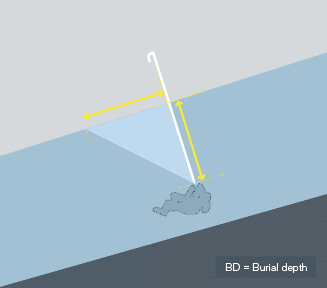 BD = Burial depth